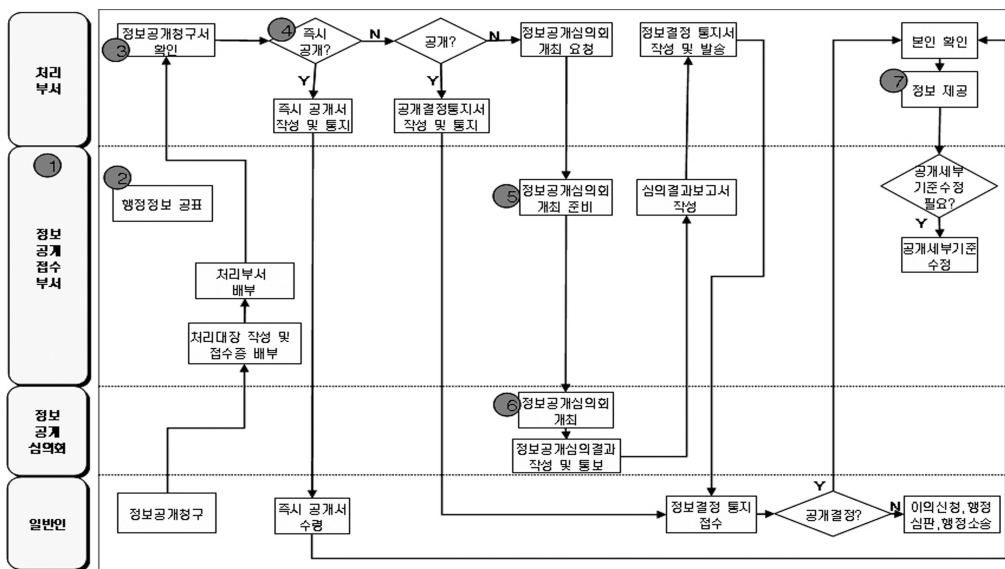 처리
부서
정보공개청구서
확인
3
4
즉시
공개?
N
Y
공개?
N
Y
정보공개심의회
개최 요청
정보결정 통지서
작성 및 발송
본인 확인
7
정보 제공
즉시 공개서
작성 및 통지
공개결정통지서
작성 및 통지
1
정보
공개
접수
부서
2
행정정보 공표
5
정보공개심의회
개최 준비
심의결과보고서
작성
공개세부
기준수정
필요?
Y
공개세부기준
수정
처리부서
배부
처리대장 작성 및
접수증 배부
정보
공개
심의회
6
정보공개심의회
개최
정보공개심의결과
작성 및 통보
일반인
정보공개청구
즉시 공개서
수령
정보결정 통지
접수
공개결정?
Y
N
이의신청,행정
심판,행정소송